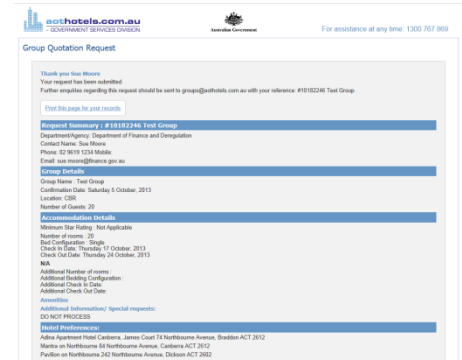 aothotels.com.au
- GOVERNMENT SERVICES DIVISION
Australian Government
For assistance at any time: 1300 767 869
Group Quotation Request
Thank you Sue Moore
Your request has been submitted.
Further enquiries regarding this request should be sent to groups@aothotels.com.au with your reference: #10182246 Test Group .
Print this page for your records
Request Summary : #10182246 Test Group
Department/Agency: Department of Finance and Deregulation
Contact Name: Sue Moore
Phone: 02 9619 1234 Mobile:
Email: sue.moore@finance.gov.au
Group Details
Group Name : Test Group
Confirmation Date: Saturday 5 October, 2013
Location: CBR
Number of Guests: 20
Accommodation Details
Minimum Star Rating : Not Applicable
Number of rooms : 20
Bed Configuration : Single
Check In Date: Thursday 17 October, 2013
Check Out Date: Thursday 24 October, 2013
N/A
Additional Number of rooms :
Additional Bedding Configuration :
Additional Check In Date:
Additional Check Out Date:
Amenities
Additional Information/ Special requests:
DO NOT PROCESS
Hotel Preferences:
Adina Apartment Hotel Canberra, James Court 74 Northbourne Avenue, Braddon ACT 2612
Mantra on Northbourne 84 Northbourne Avenue, Canberra ACT 2612
Pavilion on Northbourne 242 Northbourne Avenue, Dickson ACT 2602